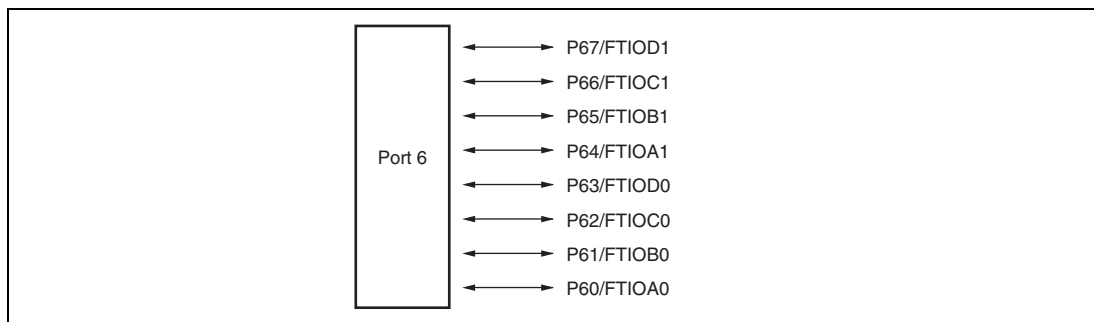 P67/FTIOD1
P66/FTIOC1
P65/FTIOB1
P64/FTIOA1
Port 6
P63/FTIOD0
P62/FTIOC0
P61/FTIOB0
P60/FTIOA0